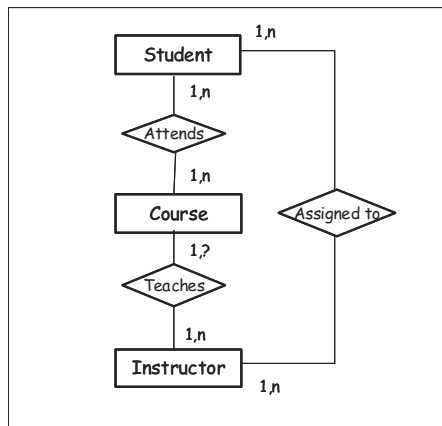 1,n
Student
1,n
Attends
1,n
Course
Assigned to
1,?
Teaches
1,n
Instructor
1,n